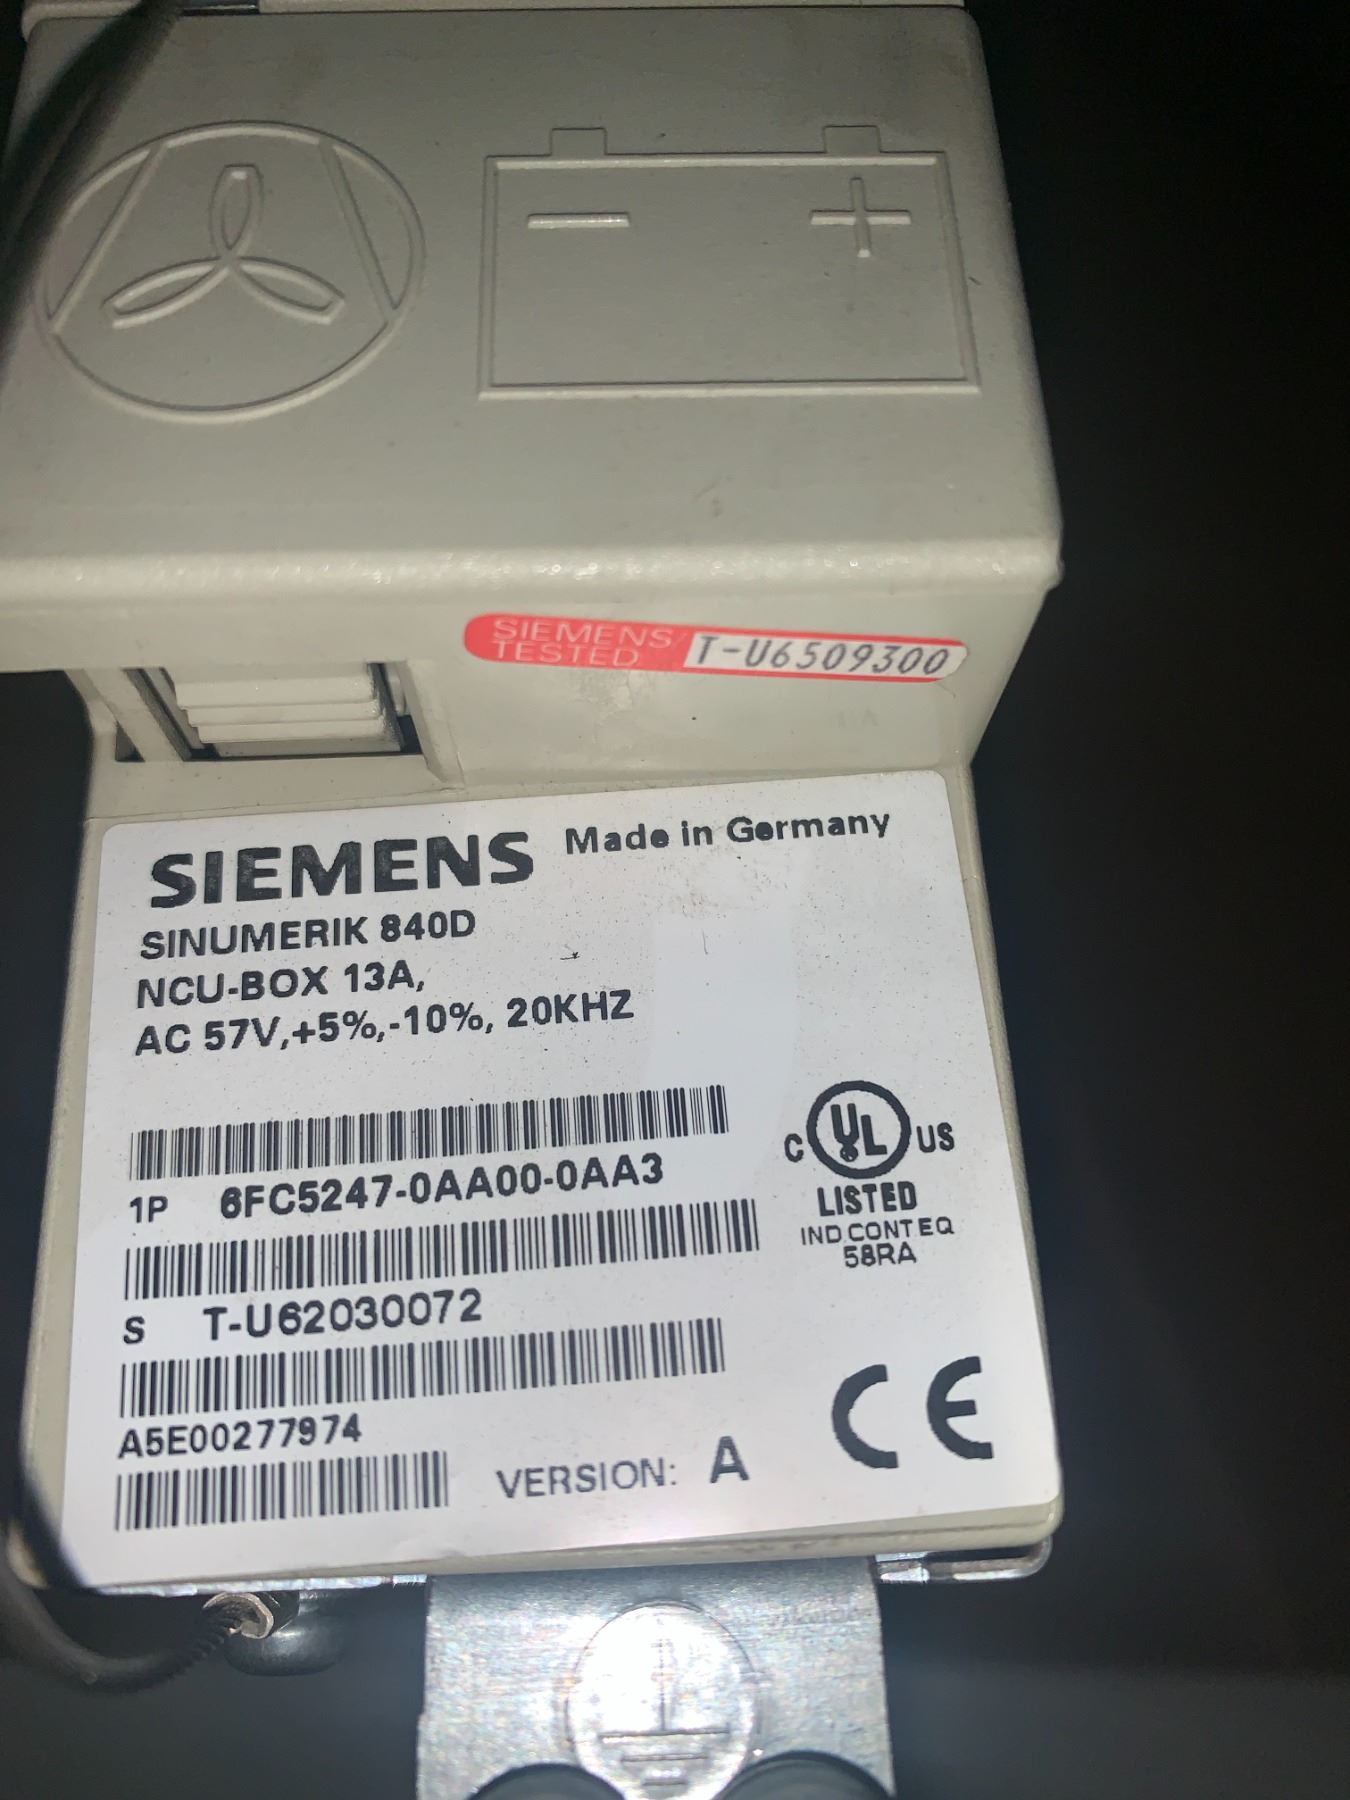 SIEMENS
TESTED
T-U6509300
SIEMENS Made in Germany
SINUMERIK 840D
NCU-BOX 13A,
AC 57V,+5%,-10%, 20KHZ
1P 6FC5247-0AA00-0AA3
C UL US
LISTED
IND.CONT.EQ
58RA
S T-U62030072
A5E00277974
VERSION: A
CE